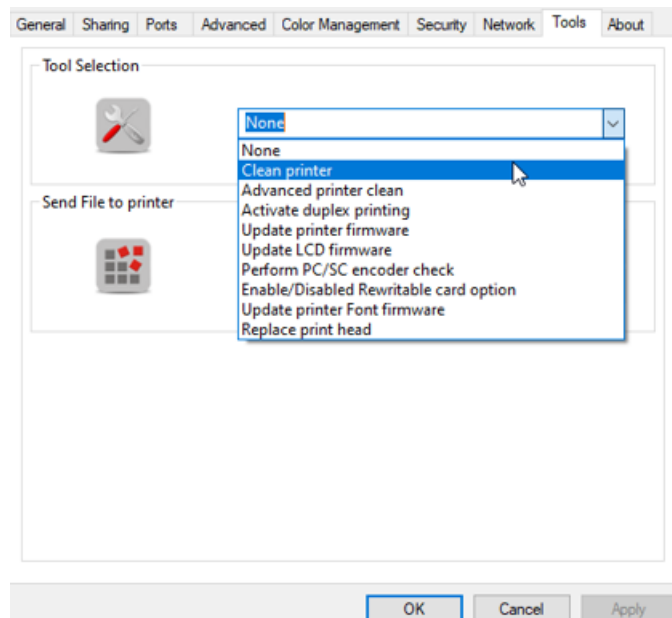 General Sharing Ports Advanced Color Management Security Network Tools About
Tool Selection
None
None
Clean printer
Advanced printer clean
Activate duplex printing
Update printer firmware
Update LCD firmware
Perform PC/SC encoder check
Enable/Disabled Rewritable card option
Update printer Font firmware
Replace print head
Send File to printer
OK Cancel Apply